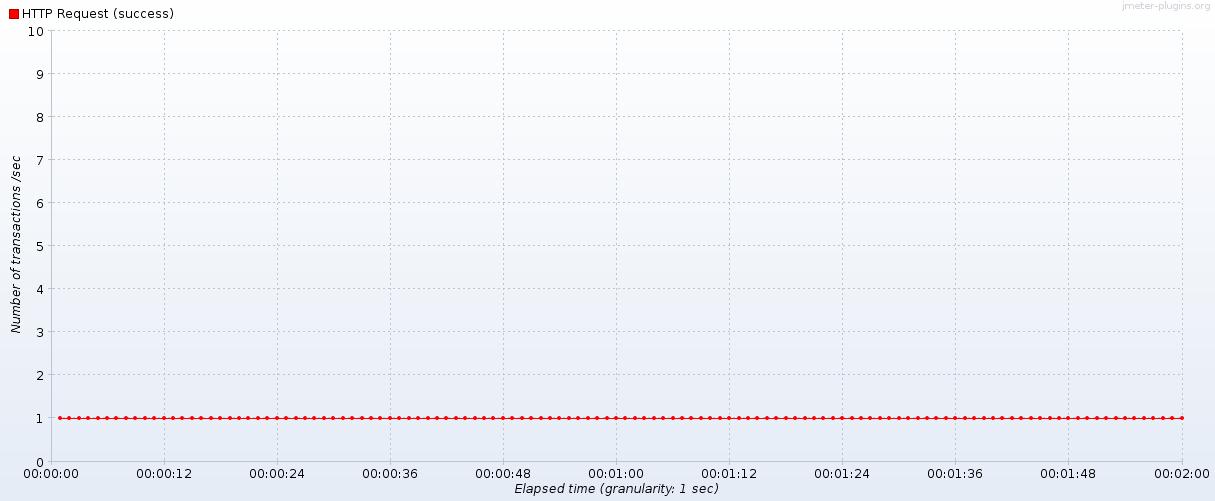 jmeter-plugins.org
HTTP Request (success)
10
9
8
7
6
5
4
3
2
1
0
Number of transactions /sec
00:00:00 00:00:12 00:00:24 00:00:36 00:00:48 00:01:00 00:01:12 00:01:24 00:01:36 00:01:48 00:02:00
Elapsed time (granularity: 1 sec)